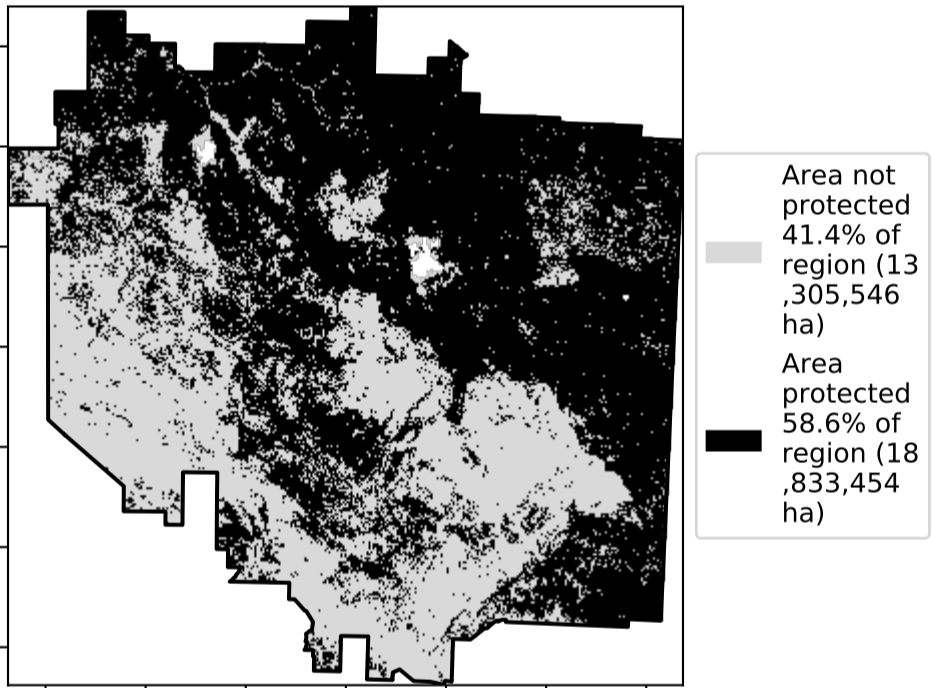 Area not
protected
41.4% of
region (13
,305,546
ha)
Area
protected
58.6% of
region (18
,833,454
ha)